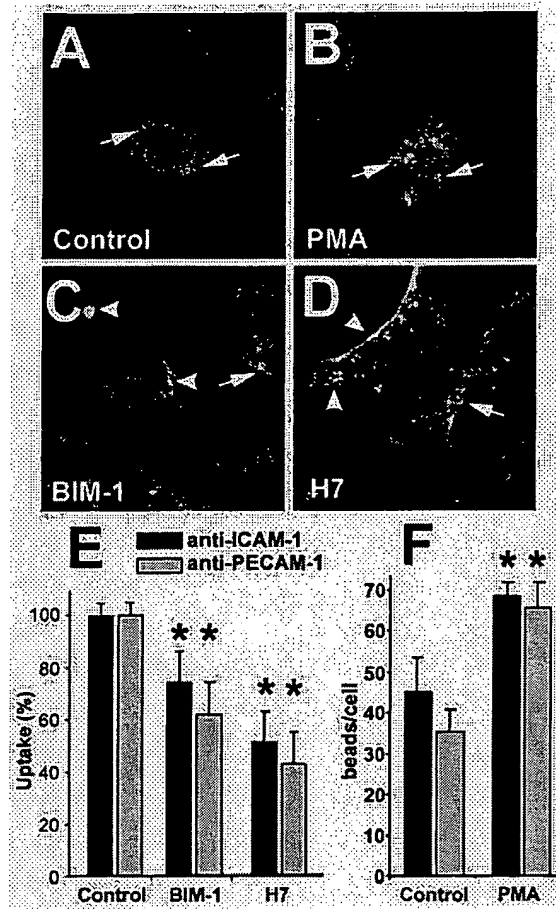 A
B
Control
PMA
C
D
BIM-1
H7
E
anti-ICAM-1
anti-PECAM-1
F
* *
* *
* *
Uptake (%)
100
80
60
40
20
0
Control BIM-1 H7
beads/cell
70
60
50
40
30
20
10
0
Control PMA